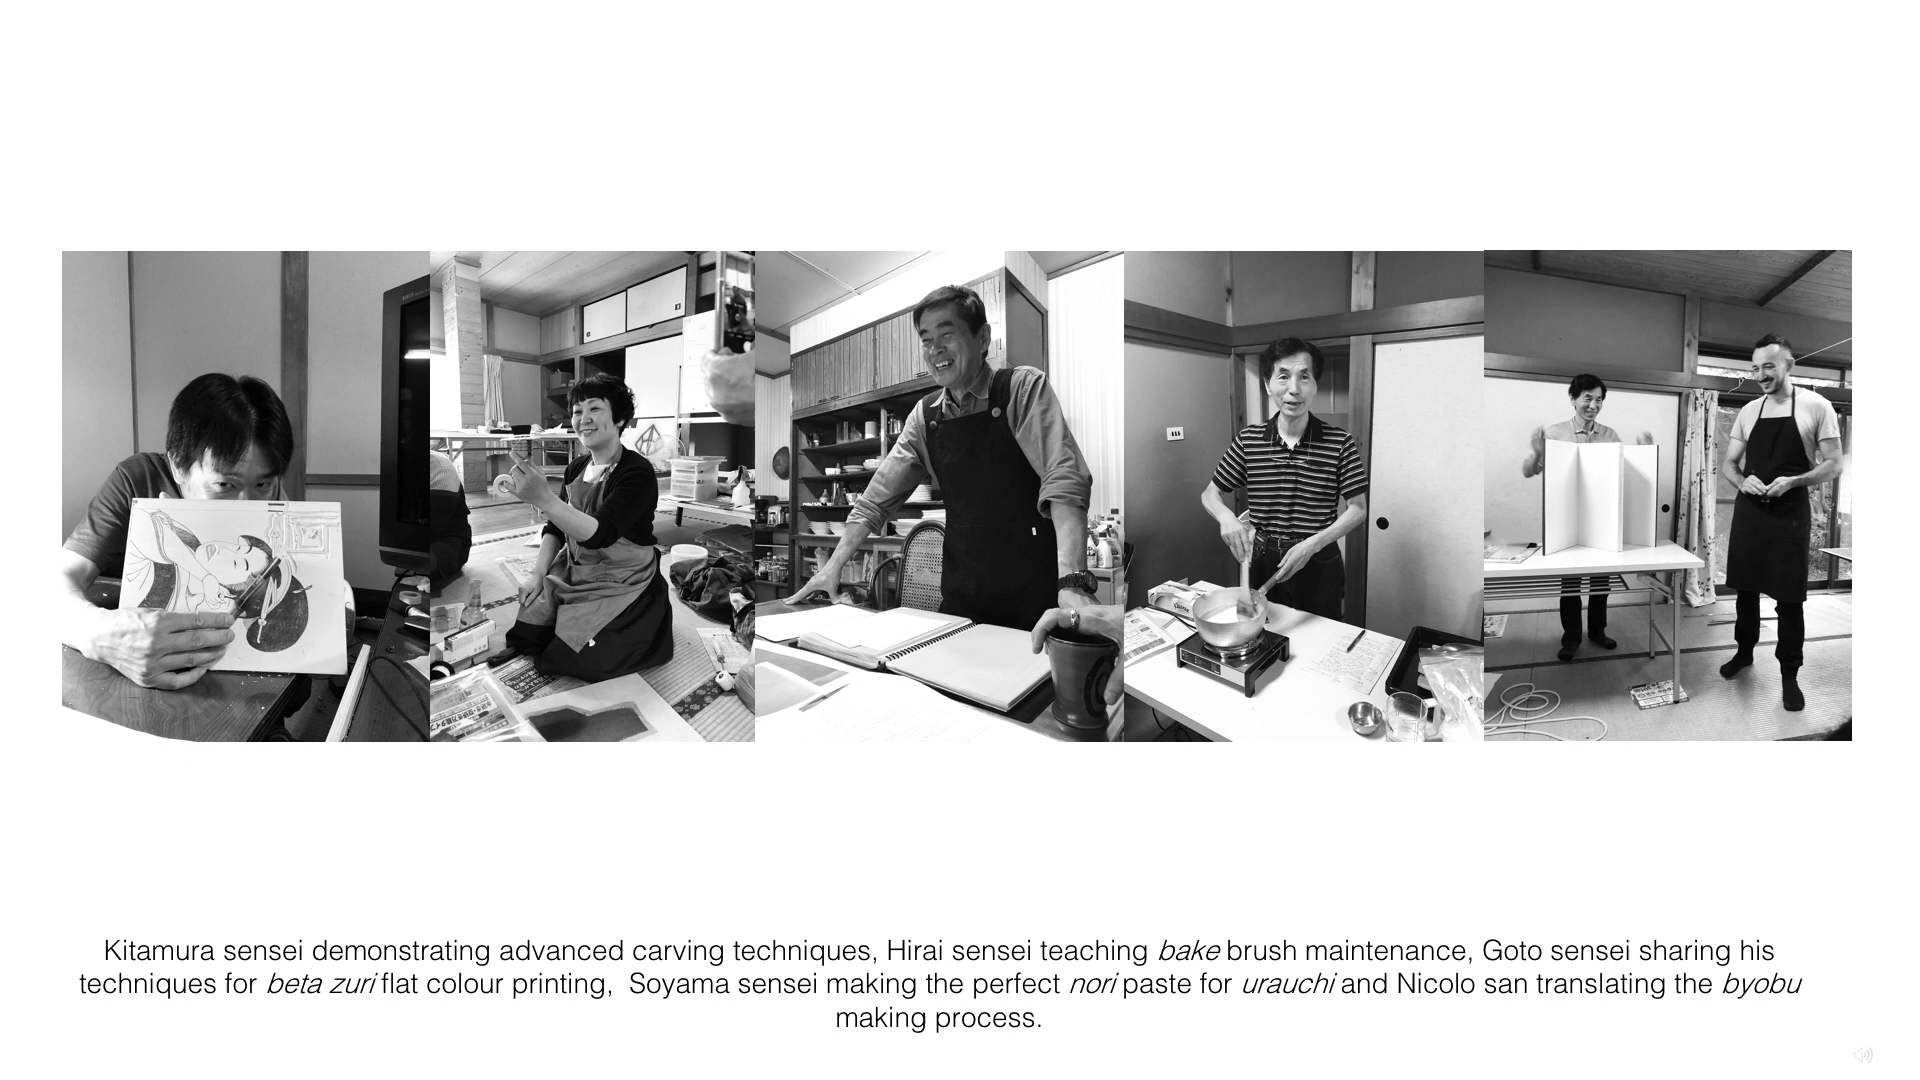 Kitamura sensei demonstrating advanced carving techniques, Hirai sensei teaching bake brush maintenance, Goto sensei sharing his
techniques for beta zuri flat colour printing,  Soyama sensei making the perfect nori paste for urauchi and Nicolo san translating the byobu
making process.